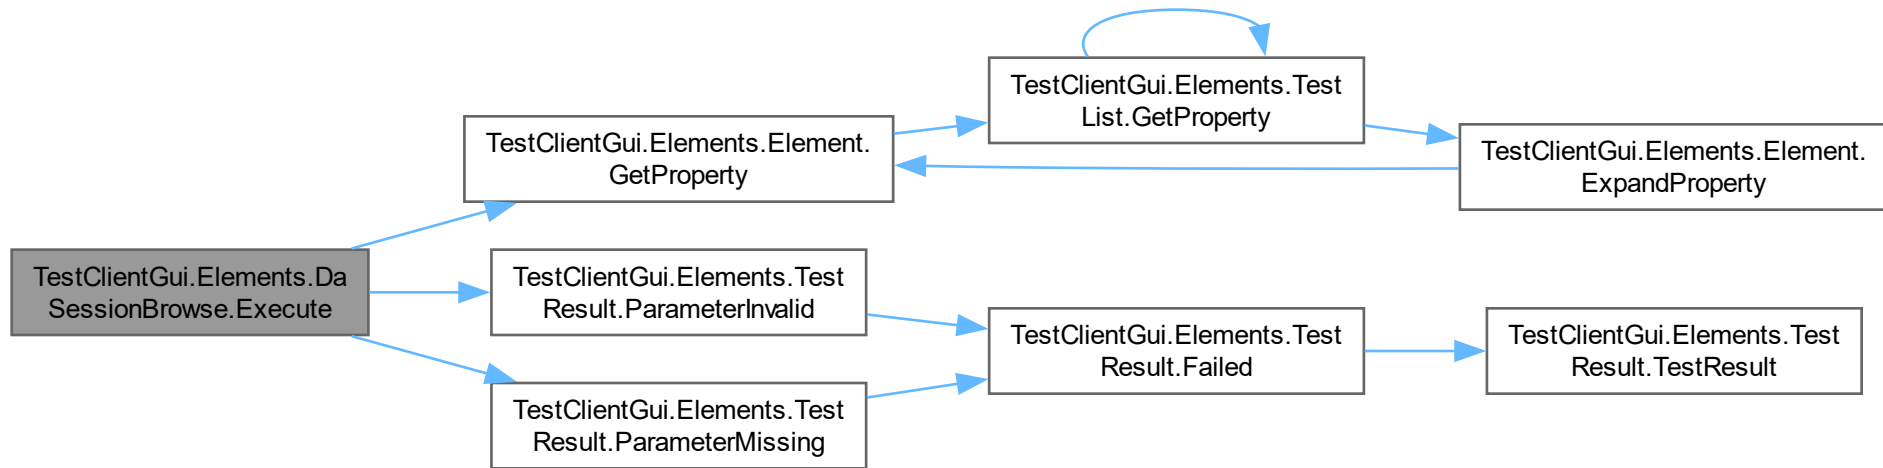 TestClientGui.Elements.Da
SessionBrowse.Execute
TestClientGui.Elements.Element.
GetProperty
TestClientGui.Elements.Test
List.GetProperty
TestClientGui.Elements.Element.
ExpandProperty
TestClientGui.Elements.Test
Result.ParameterInvalid
TestClientGui.Elements.Test
Result.ParameterMissing
TestClientGui.Elements.Test
Result.Failed
TestClientGui.Elements.Test
Result.TestResult